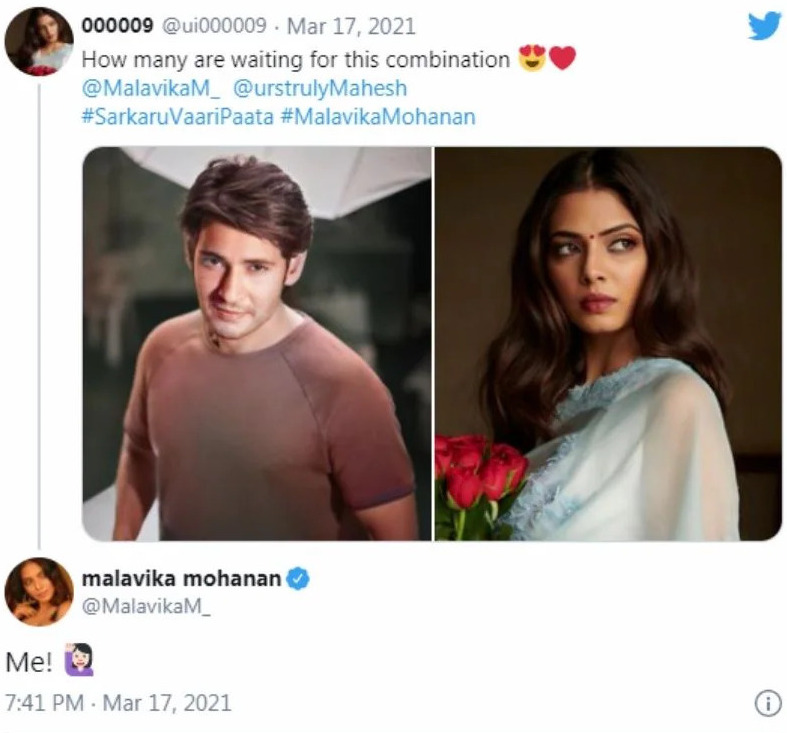 000009 @ui000009 · Mar 17, 2021
How many are waiting for this combination 😍❤️
@MalavikaM_ @urstrulyMahesh
#SarkaruVaariPaata #MalavikaMohanan
malavika mohanan
@MalavikaM_
Me! 🙋🏻‍♀️
7:41 PM · Mar 17, 2021